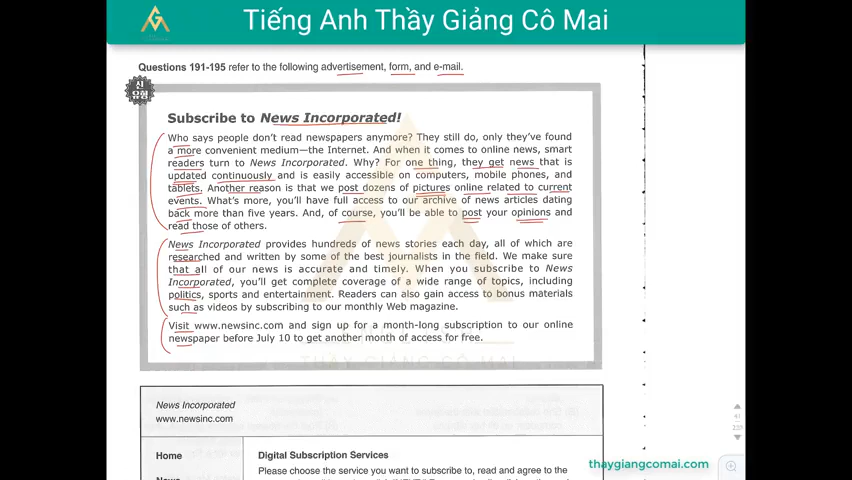 Tiếng Anh Thầy Giảng Cô Mai
Questions 191-195 refer to the following advertisement, form, and e-mail.
Subscribe to News Incorporated!
Who says people don't read newspapers anymore? They still do, only they've found
a more convenient medium—the Internet. And when it comes to online news, smart
readers turn to News Incorporated. Why? For one thing, they get news that is
updated continuously and is easily accessible on computers, mobile phones, and
tablets. Another reason is that we post dozens of pictures online related to current
events. What's more, you'll have full access to our archive of news articles dating
back more than five years. And, of course, you'll be able to post your opinions and
read those of others.
News Incorporated provides hundreds of news stories each day, all of which are
researched and written by some of the best journalists in the field. We make sure
that all of our news is accurate and timely. When you subscribe to News
Incorporated, you'll get complete coverage of a wide range of topics, including
politics, sports and entertainment. Readers can also gain access to bonus materials
such as videos by subscribing to our monthly Web magazine.
Visit www.newsinc.com and sign up for a month-long subscription to our online
newspaper before July 10 to get another month of access for free.
THẦY GIẢNG CÔ MAI
News Incorporated
www.newsinc.com
Home
Digital Subscription Services
Please choose the service you want to subscribe to, read and agree to the
News
thaygiangcomai.com